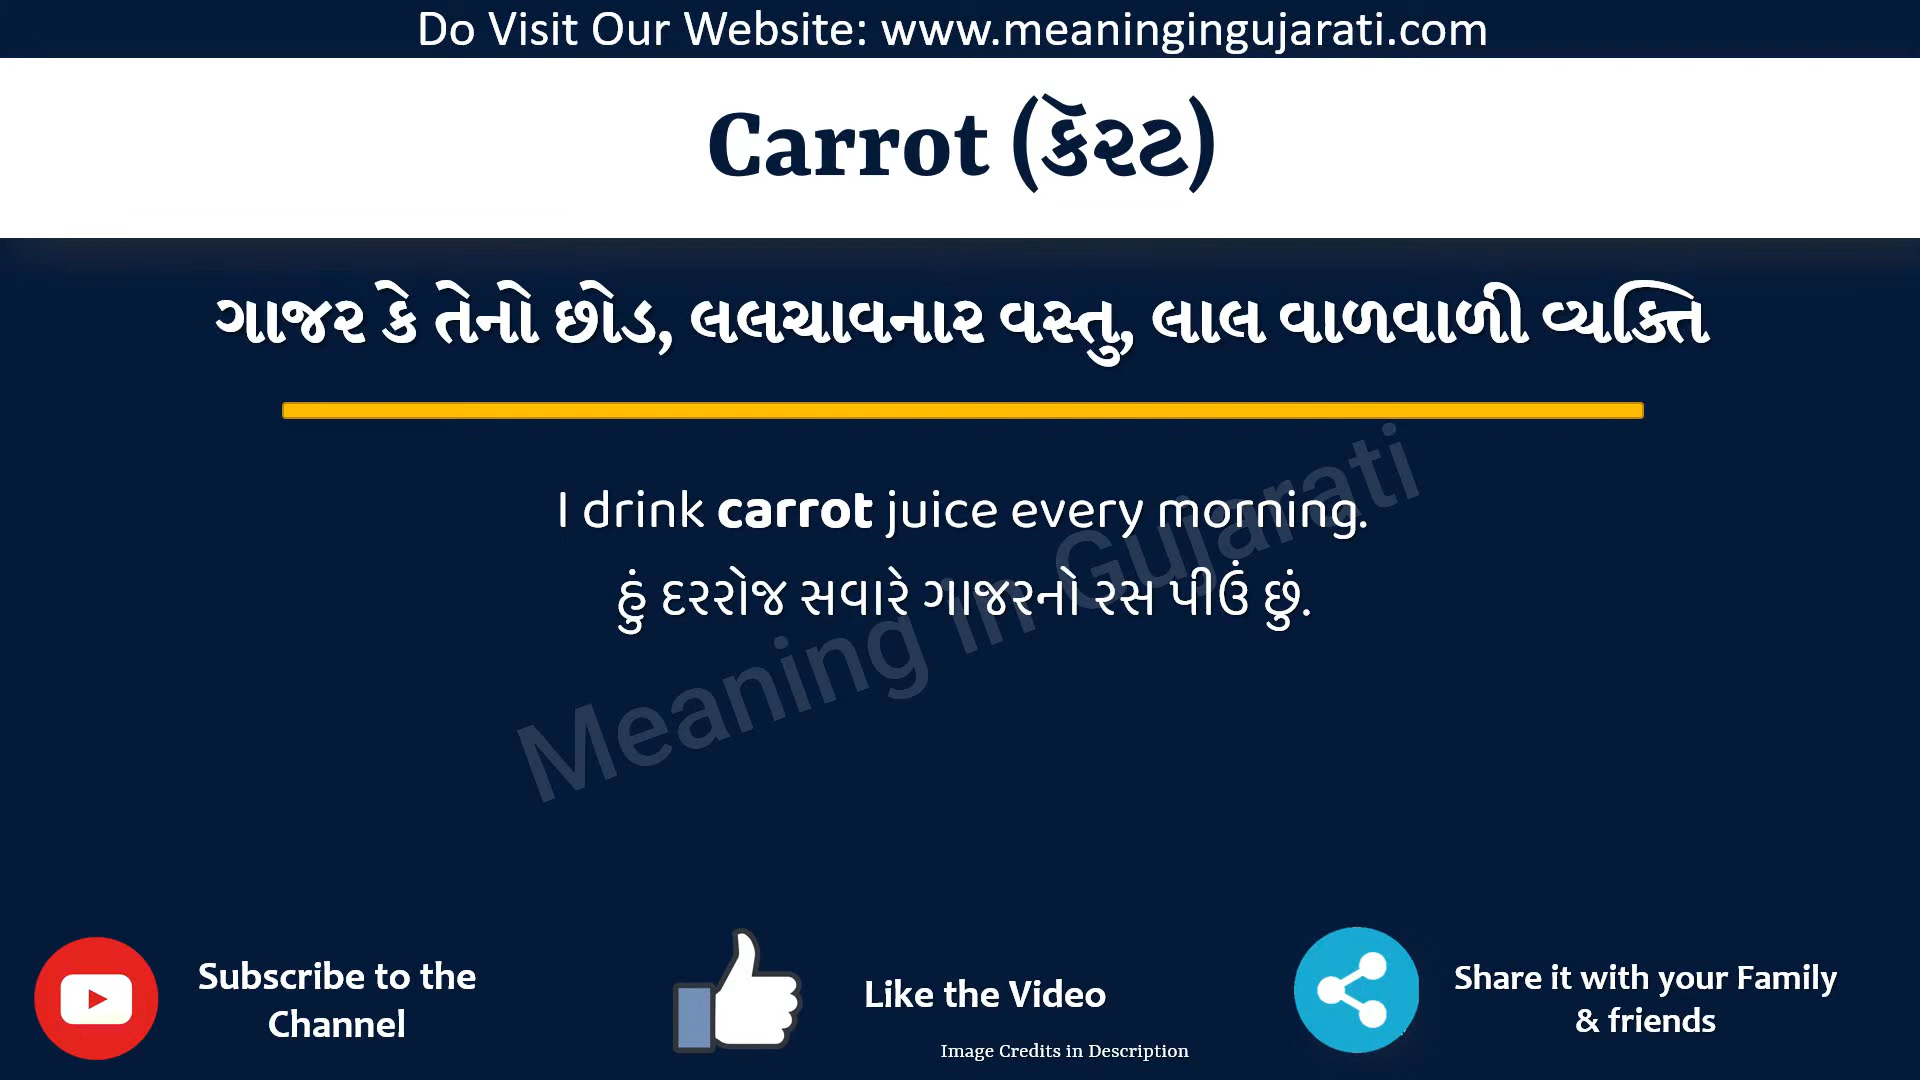 Do Visit Our Website: www.meaningingujarati.com
Carrot (કૅરટ)
ગાજર કે તેનો છોડ, લલચાવનાર વસ્તુ, લાલ વાળવાળી વ્યક્તિ
I drink carrot juice every morning.
હું દરરોજ સવારે ગાજરનો રસ પીઉં છું.
Meaning in Gujarati
Subscribe to the
Channel
Like the Video
Share it with your Family
& friends
Image Credits in Description